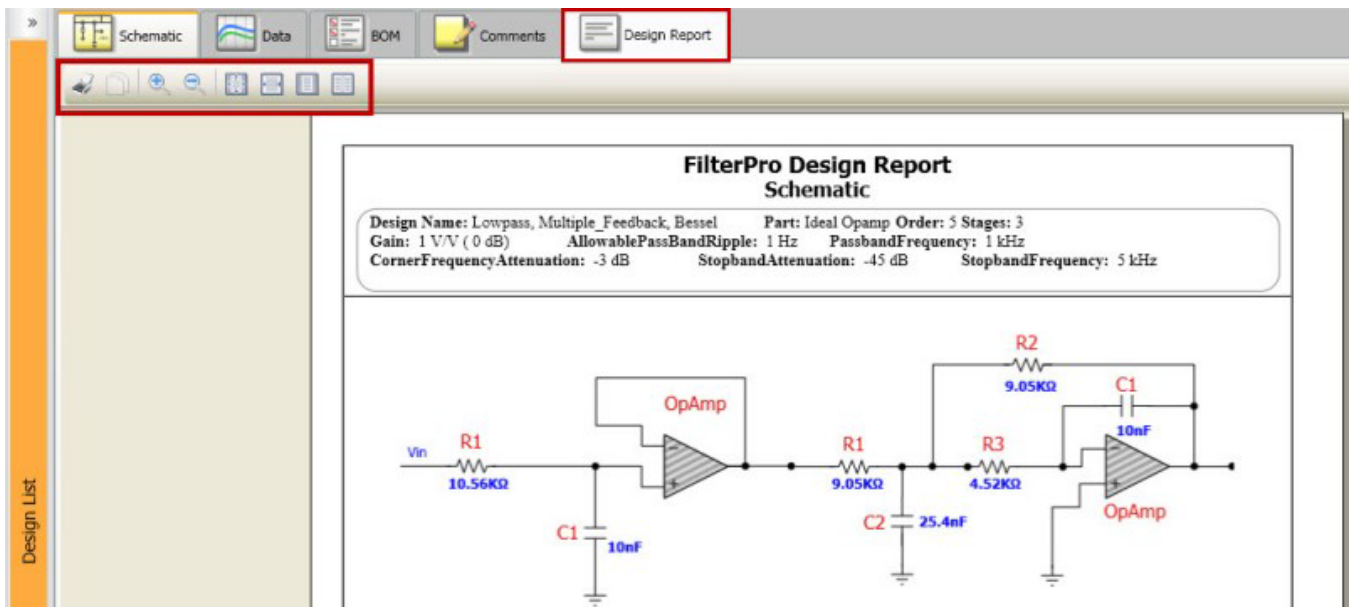 »
Schematic Data BOM Comments Design Report
FilterPro Design Report
Schematic
Design Name: Lowpass, Multiple_Feedback, Bessel Part: Ideal Opamp Order: 5 Stages: 3
Gain: 1 V/V ( 0 dB) AllowablePassBandRipple: 1 Hz PassbandFrequency: 1 kHz
CornerFrequencyAttenuation: -3 dB StopbandAttenuation: -45 dB StopbandFrequency: 5 kHz
R2
9.05KΩ
C1
10nF
OpAmp
Vin
R1
10.56KΩ
R1
9.05KΩ
R3
4.52KΩ
OpAmp
C1
10nF
C2
25.4nF
Design List